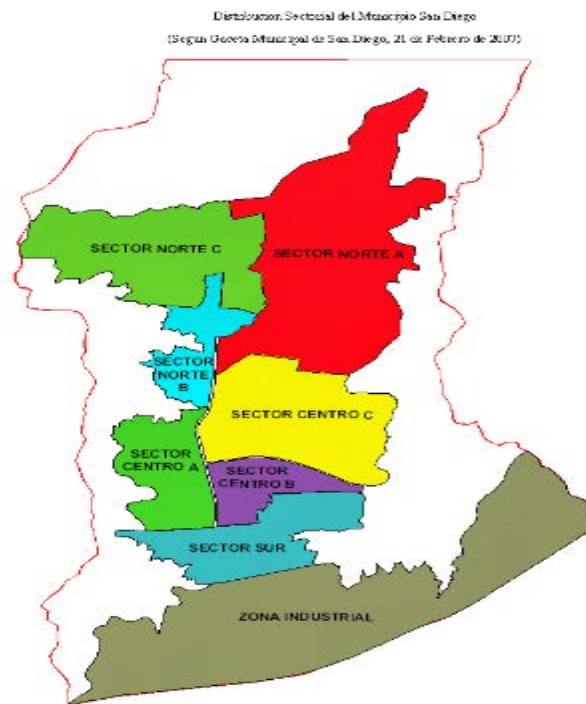 Distribucion Sectorial del Municipio San Diego
(Segun Gaceta Municipal de San Diego, 21 de Febrero de 2007)
SECTOR NORTE C
SECTOR NORTE A
SECTOR
NORTE
B
SECTOR CENTRO C
SECTOR
CENTRO A
SECTOR
CENTRO B
SECTOR SUR
ZONA INDUSTRIAL